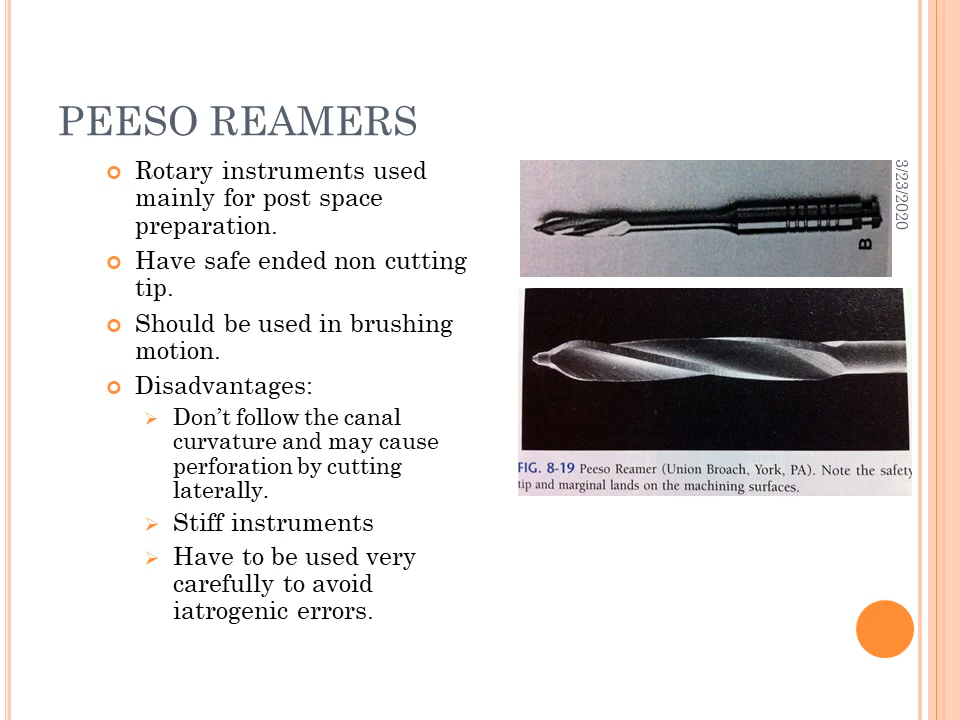 PEESO REAMERS
Rotary instruments used
mainly for post space
preparation.
Have safe ended non cutting
tip.
Should be used in brushing
motion.
Disadvantages:
Don’t follow the canal
curvature and may cause
perforation by cutting
laterally.
Stiff instruments
Have to be used very
carefully to avoid
iatrogenic errors.
3/23/2020
B
FIG. 8-19 Peeso Reamer (Union Broach, York, PA). Note the safety
tip and marginal lands on the machining surfaces.